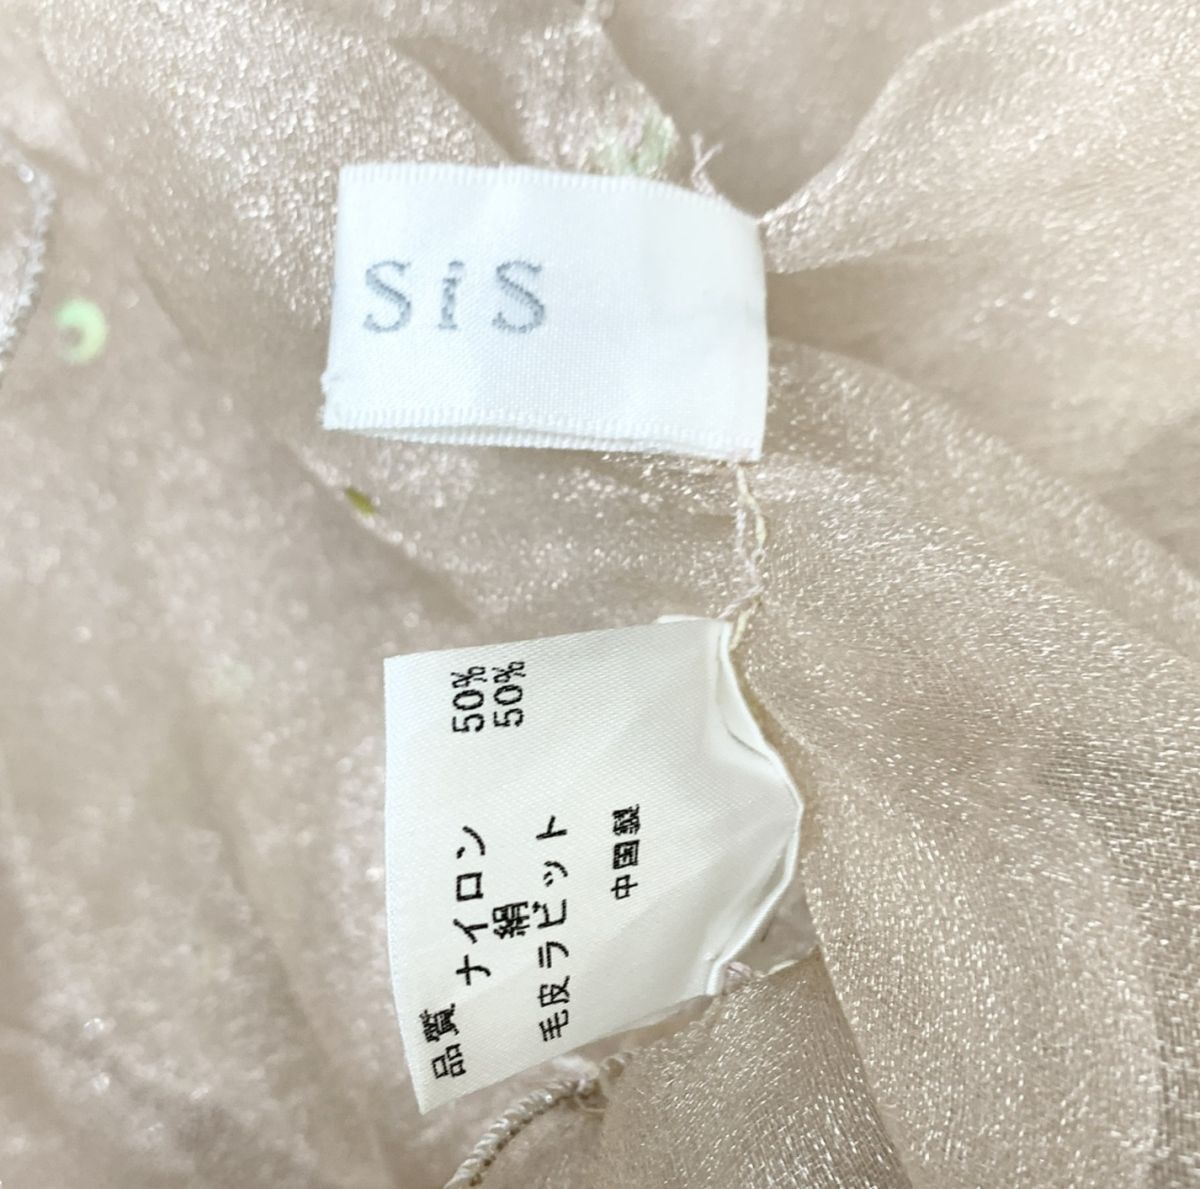 SiS
品質
ナイロン 50%
絹 50%
毛皮ラビット
中国製